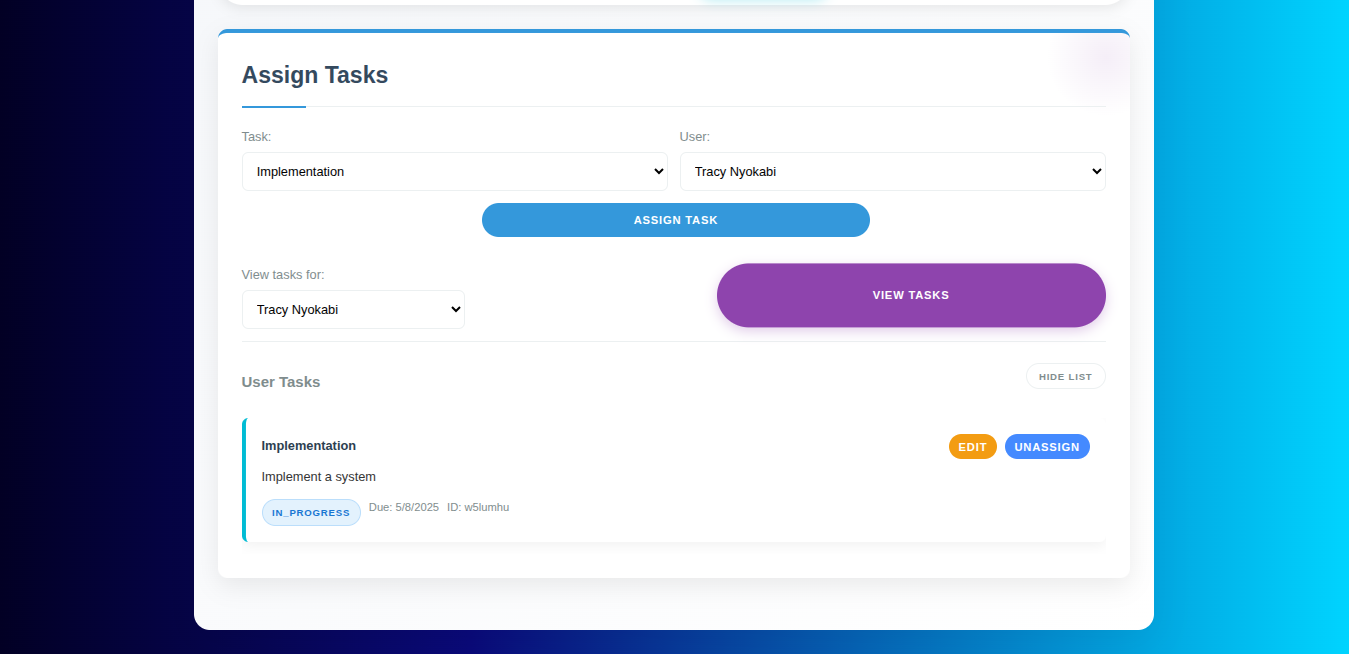 Assign Tasks
Task:
User:
Implementation
Tracy Nyokabi
ASSIGN TASK
View tasks for:
Tracy Nyokabi
VIEW TASKS
User Tasks
HIDE LIST
Implementation
EDIT
UNASSIGN
Implement a system
IN_PROGRESS
Due: 5/8/2025
ID: w5lumhu